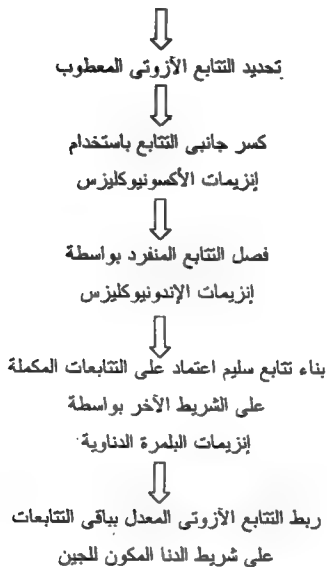 تحديد التتابع الآزوتى المعطوب
كسر جانبى التتابع باستخدام
إنزيمات الأكسونيوكليزس
فصل التتابع المنفرد بواسطة
إنزيمات الإندونيوكليزس
بناء تتابع سليم اعتماد على التتابعات المكملة
على الشريط الآخر بواسطة
إنزيمات البلمرة الدناوية
ربط التتابع الآزوتى المعدل بباقى التتابعات
على شريط الدنا المكون للجين